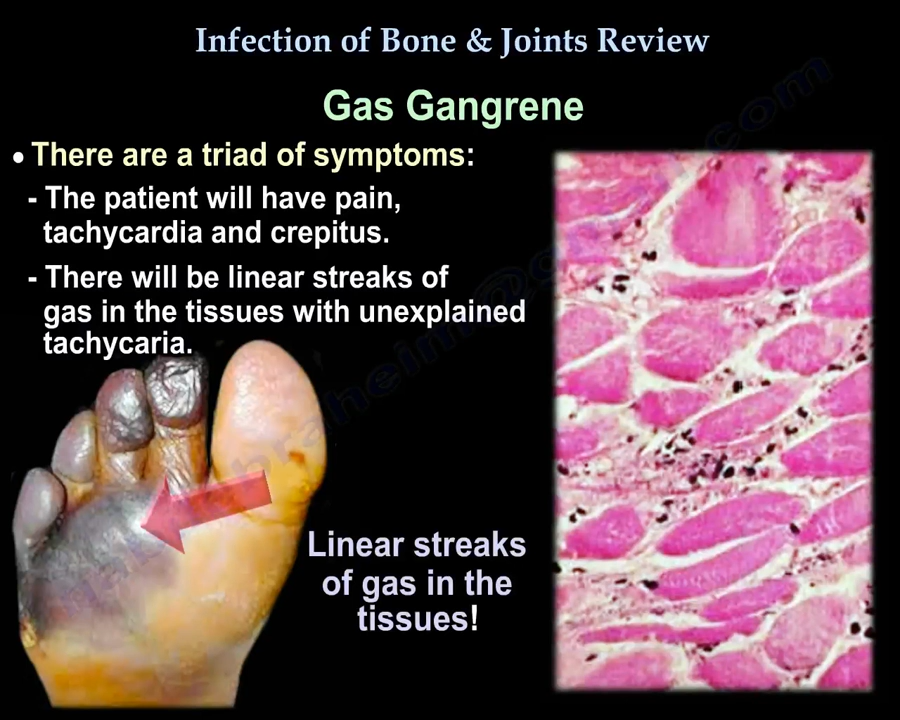 Infection of Bone & Joints Review
Gas Gangrene
• There are a triad of symptoms:
- The patient will have pain,
tachycardia and crepitus.
- There will be linear streaks of
gas in the tissues with unexplained
tachycaria.
Linear streaks
of gas in the
tissues!